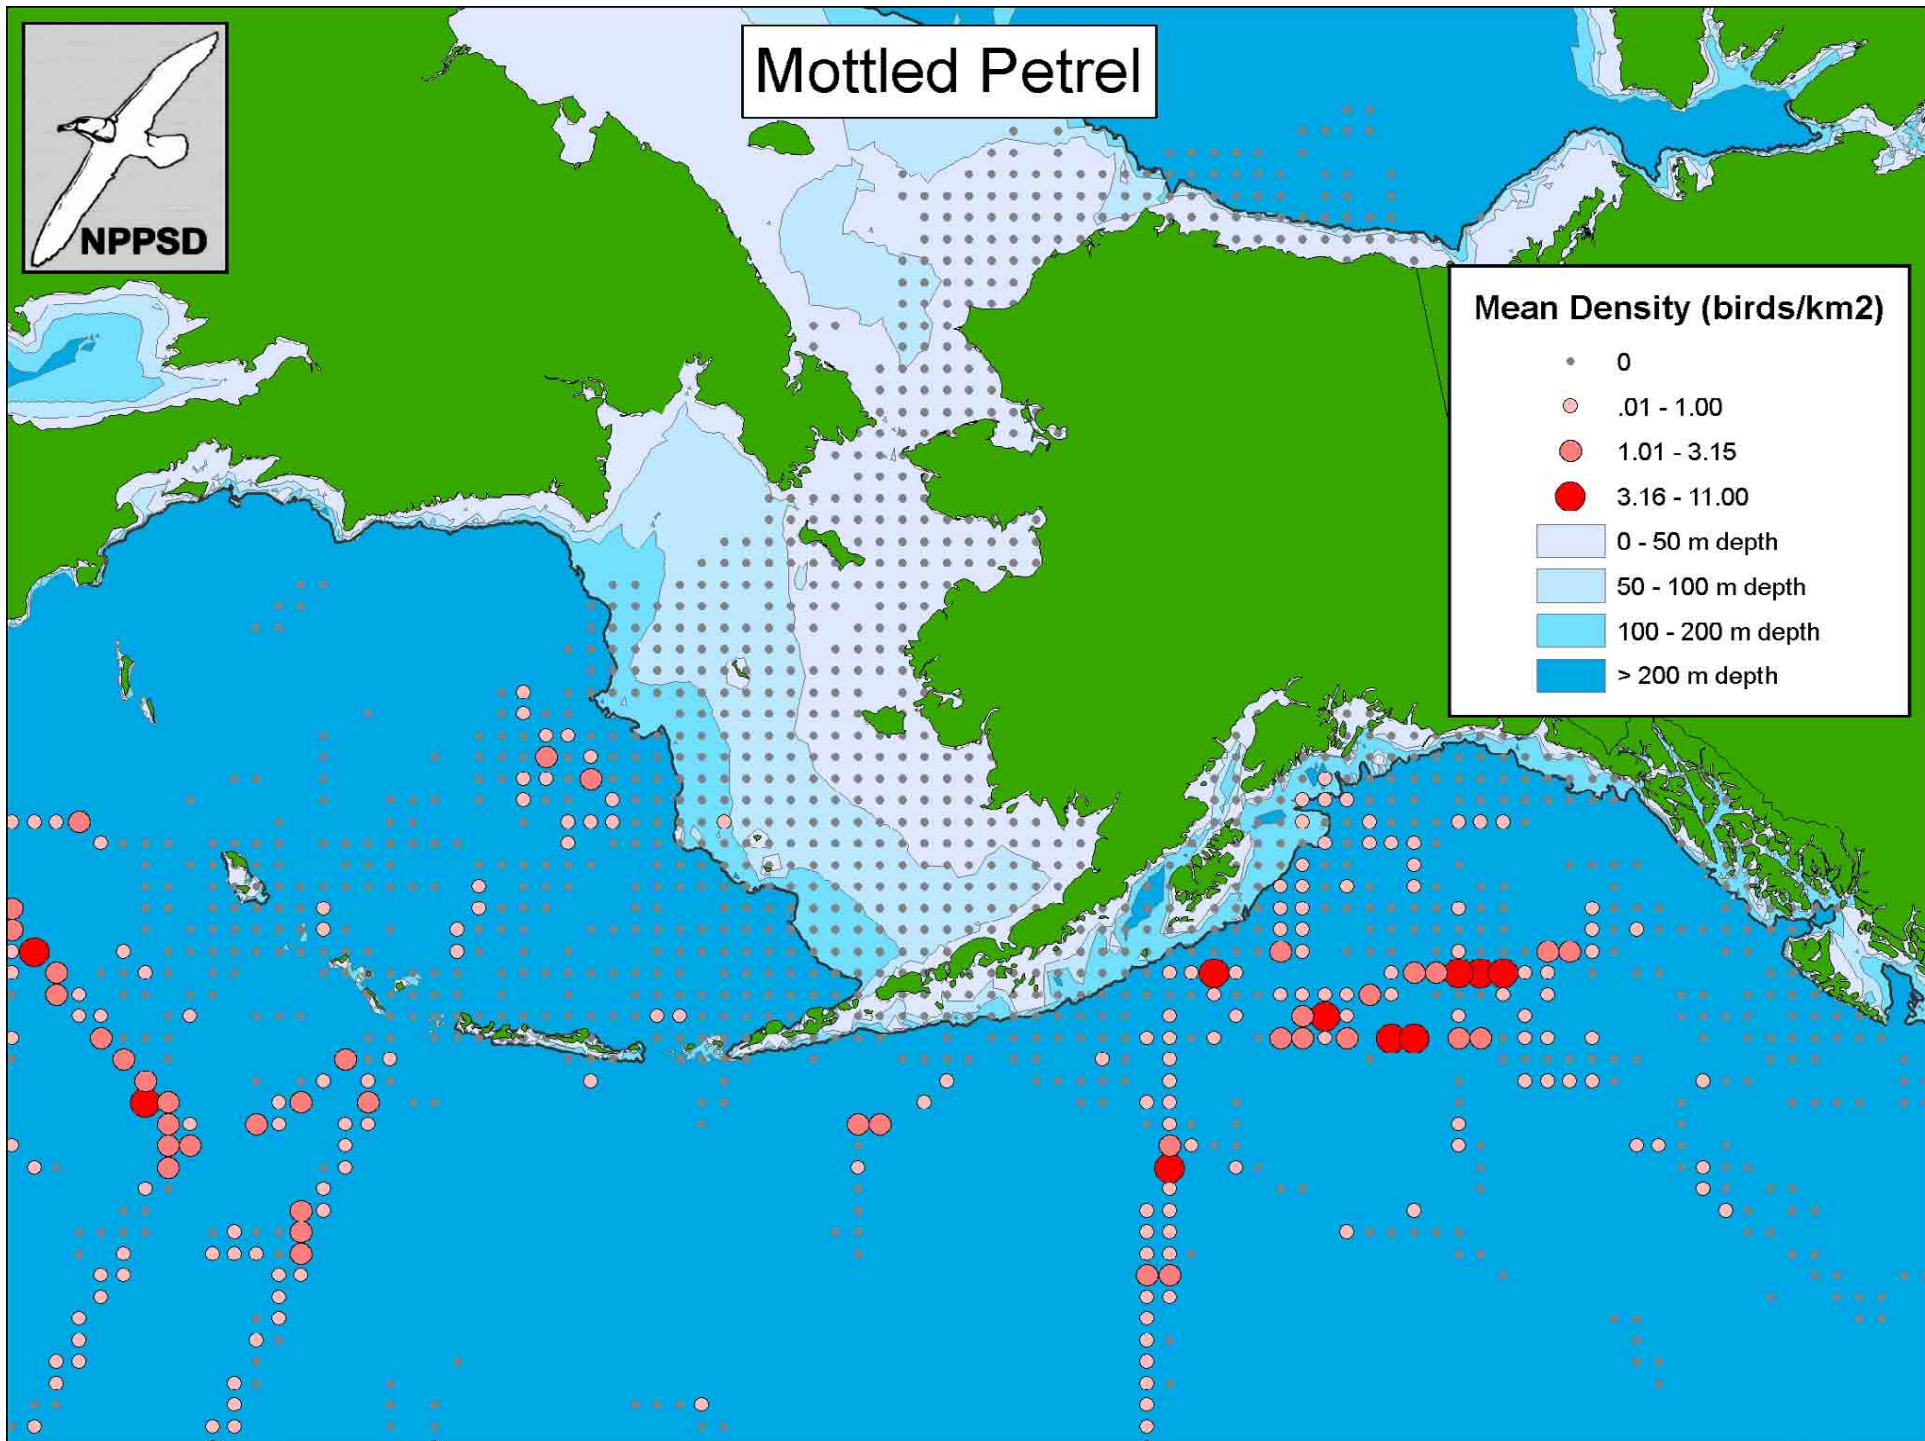 Mottled Petrel
NPPSD
Mean Density (birds/km2)
0
.01 - 1.00
1.01 - 3.15
3.16 - 11.00
0 - 50 m depth
50 - 100 m depth
100 - 200 m depth
> 200 m depth